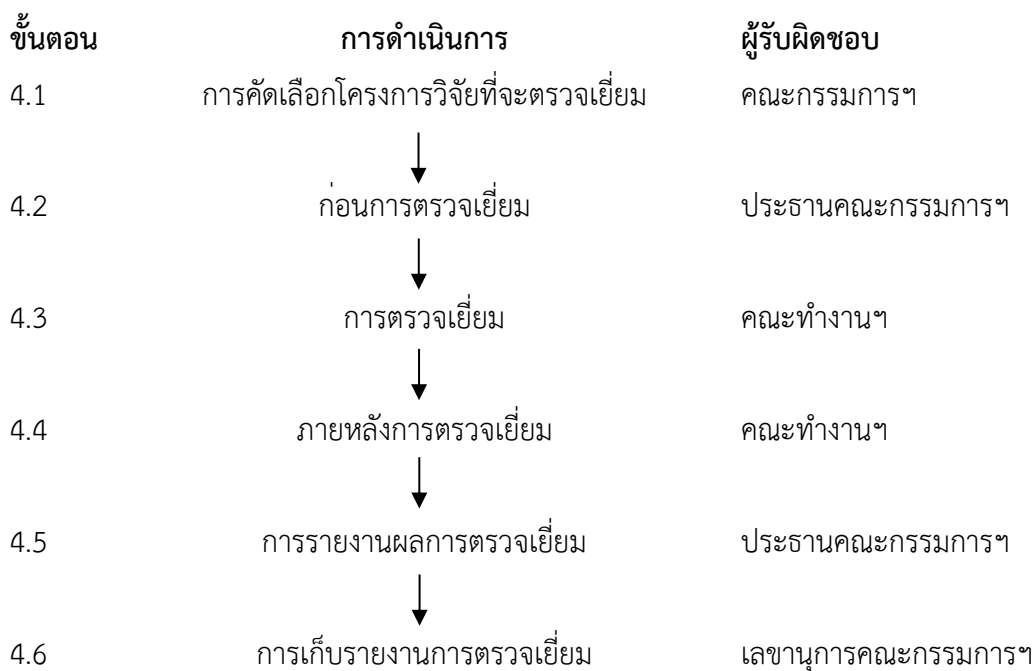 ขั้นตอน การดำเนินการ ผู้รับผิดชอบ
4.1 การคัดเลือกโครงการวิจัยที่จะตรวจเยี่ยม คณะกรรมการฯ
4.2 ก่อนการตรวจเยี่ยม ประธานคณะกรรมการฯ
4.3 การตรวจเยี่ยม คณะทำงานฯ
4.4 ภายหลังการตรวจเยี่ยม คณะทำงานฯ
4.5 การรายงานผลการตรวจเยี่ยม ประธานคณะกรรมการฯ
4.6 การเก็บรายงานการตรวจเยี่ยม เลขานุการคณะกรรมการฯ